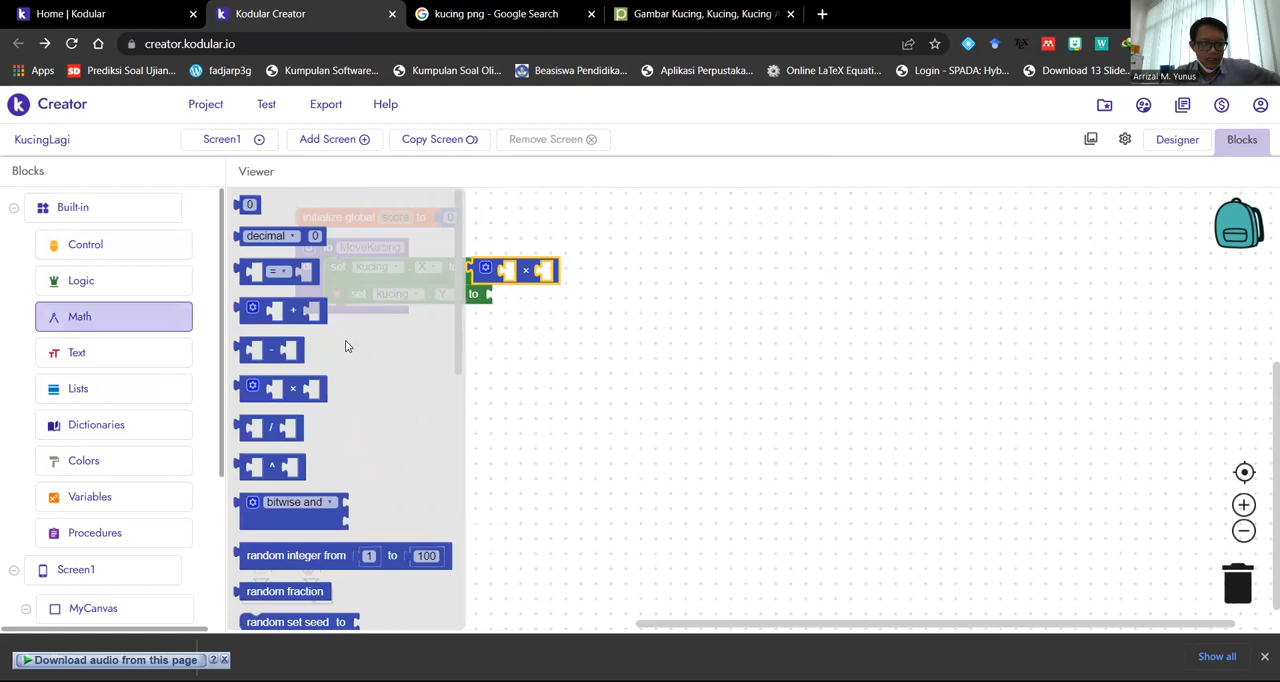 Home | Kodular
Kodular Creator
kucing png - Google Search
Gambar Kucing, Kucing, Kucing
creator.kodular.io
Apps
Prediksi Soal Ujian...
fadjarp3g
Kumpulan Software...
Kumpulan Soal Oli...
Beasiswa Pendidika...
Aplikasi Perpustaka...
Online LaTeX Equati...
Login - SPADA: Hyb...
Download 13 Slide...
Arrizal M. Yunus
Creator
Project
Test
Export
Help
KucingLagi
Screen1
Add Screen
Copy Screen
Remove Screen
Designer
Blocks
Blocks
Viewer
Built-in
Control
Logic
Math
Text
Lists
Dictionaries
Colors
Variables
Procedures
Screen1
MyCanvas
0
decimal 0
=
+
-
×
/
^
bitwise and
random integer from 1 to 100
random fraction
random set seed to
initialize global score to 0
MoveKucing
set kucing . X to
×
set kucing . Y to
Download audio from this page ? X
Show all